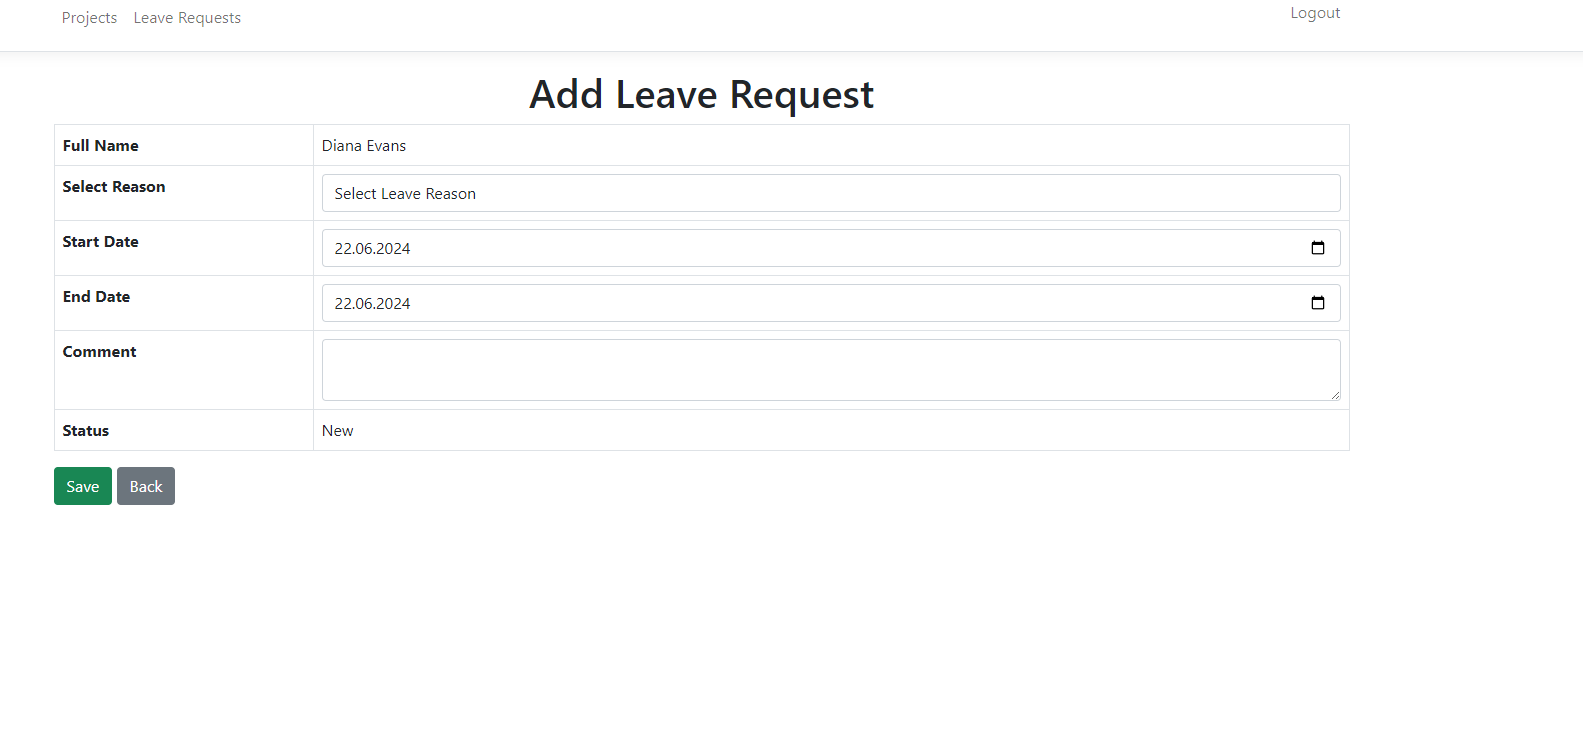 Projects Leave Requests Logout
Add Leave Request
Full Name Diana Evans
Select Reason Select Leave Reason
Start Date 22.06.2024
End Date 22.06.2024
Comment
Status New
Save Back